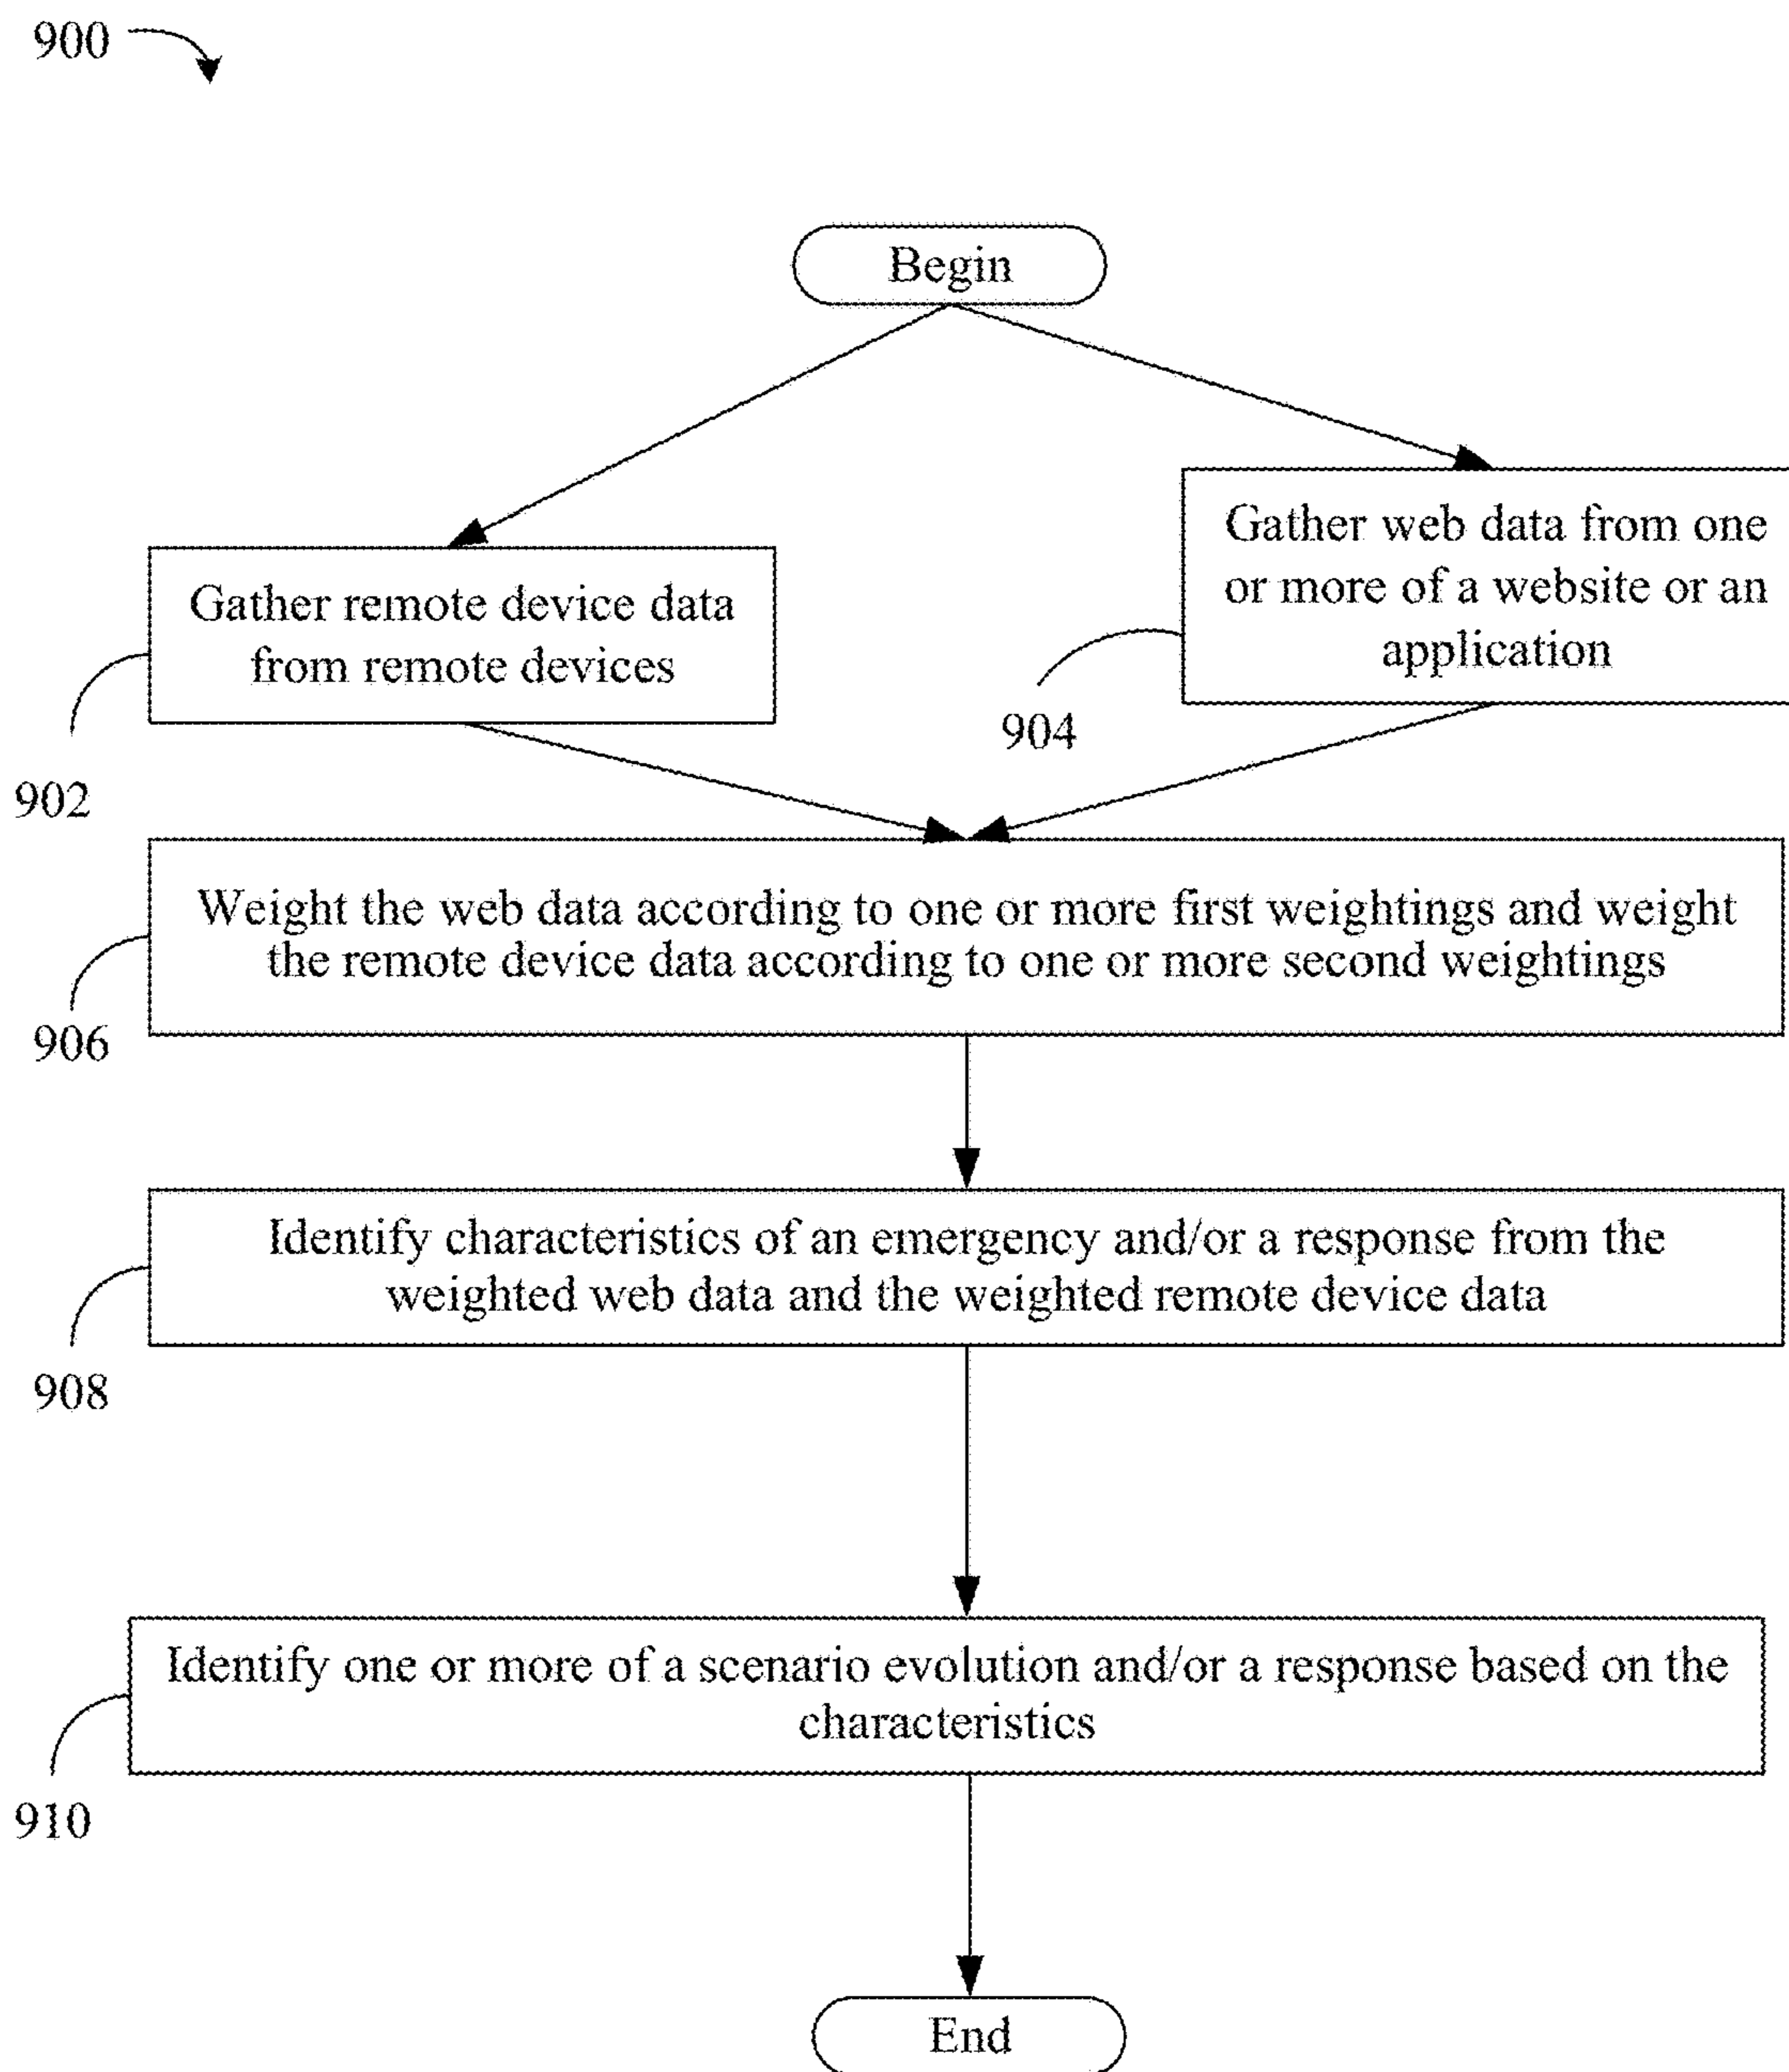 900
Begin
Gather remote device data
from remote devices
902
Gather web data from one
or more of a website or an
application
904
Weight the web data according to one or more first weightings and weight
the remote device data according to one or more second weightings
906
Identify characteristics of an emergency and/or a response from the
weighted web data and the weighted remote device data
908
Identify one or more of a scenario evolution and/or a response based on the
characteristics
910
End